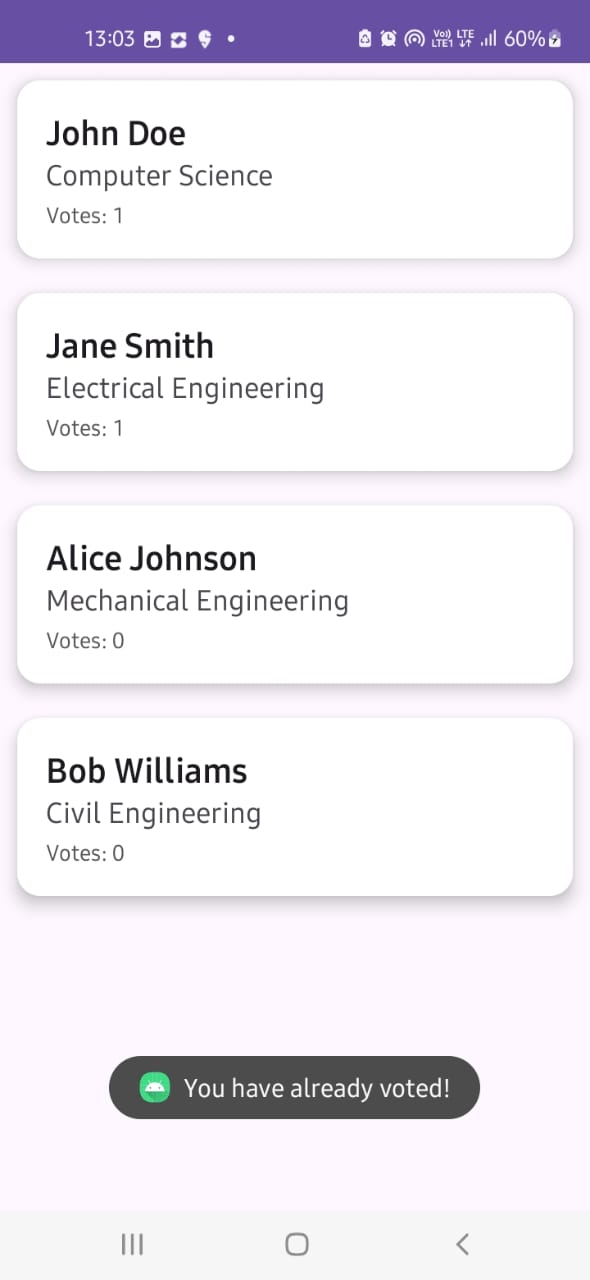 13:03 Vo)) LTE LTE1 60%
John Doe
Computer Science
Votes: 1
Jane Smith
Electrical Engineering
Votes: 1
Alice Johnson
Mechanical Engineering
Votes: 0
Bob Williams
Civil Engineering
Votes: 0
You have already voted!